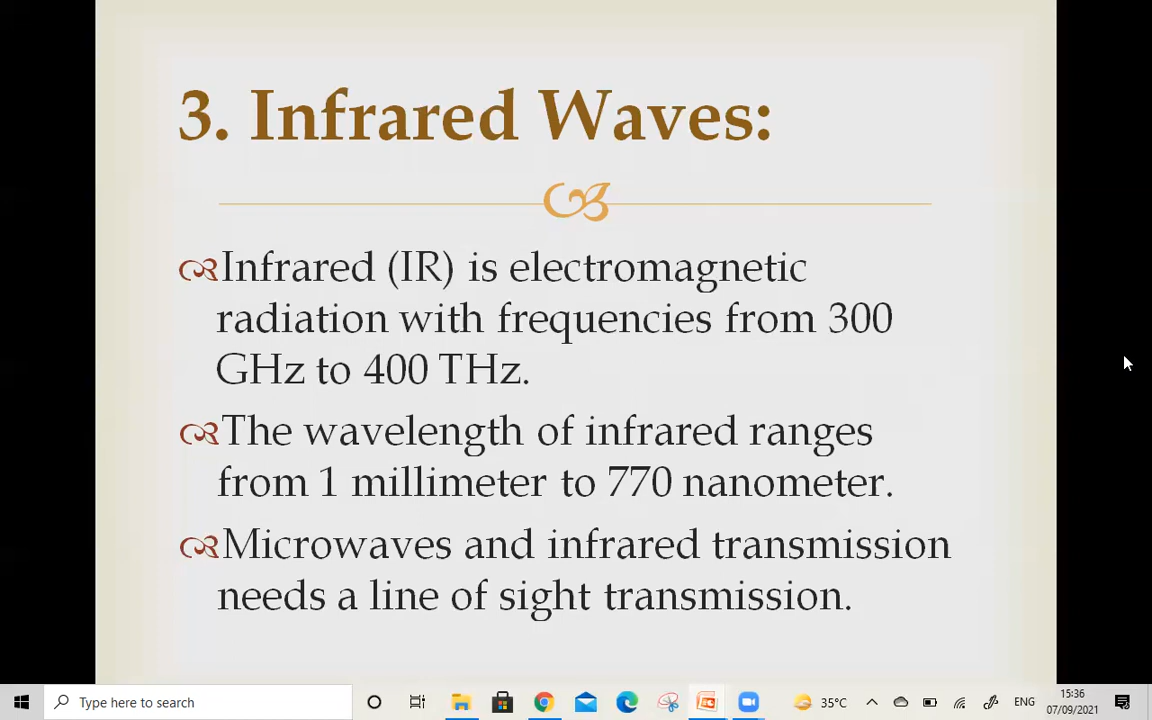 3. Infrared Waves:
Infrared (IR) is electromagnetic
radiation with frequencies from 300
GHz to 400 THz.
The wavelength of infrared ranges
from 1 millimeter to 770 nanometer.
Microwaves and infrared transmission
needs a line of sight transmission.
Type here to search
35°C
ENG
15:36
07/09/2021